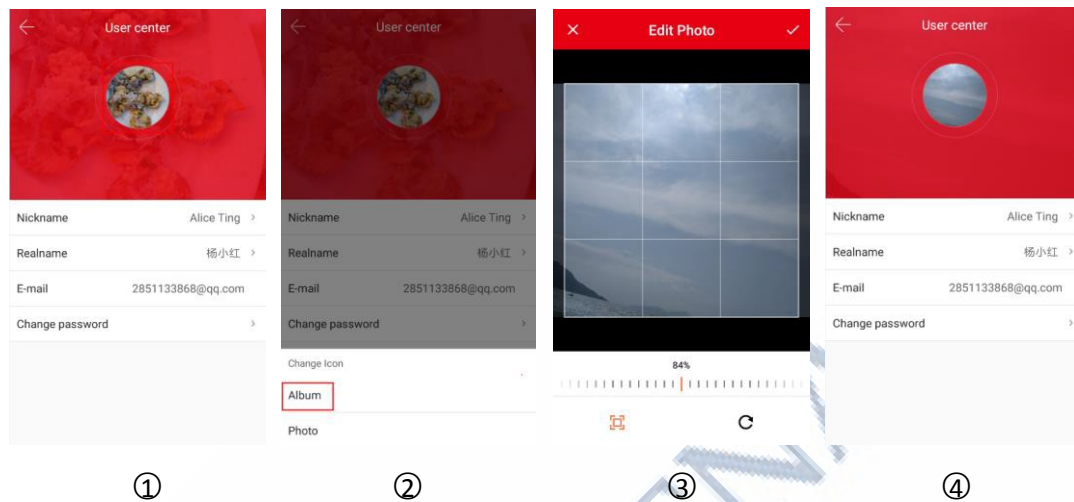 User center
Nickname Alice Ting
Realname 杨小红
E-mail 2851133868@qq.com
Change password
①
User center
Nickname Alice Ting
Realname 杨小红
E-mail 2851133868@qq.com
Change password
Change Icon
Album
Photo
②
Edit Photo
84%
③
User center
Nickname Alice Ting
Realname 杨小红
E-mail 2851133868@qq.com
Change password
④